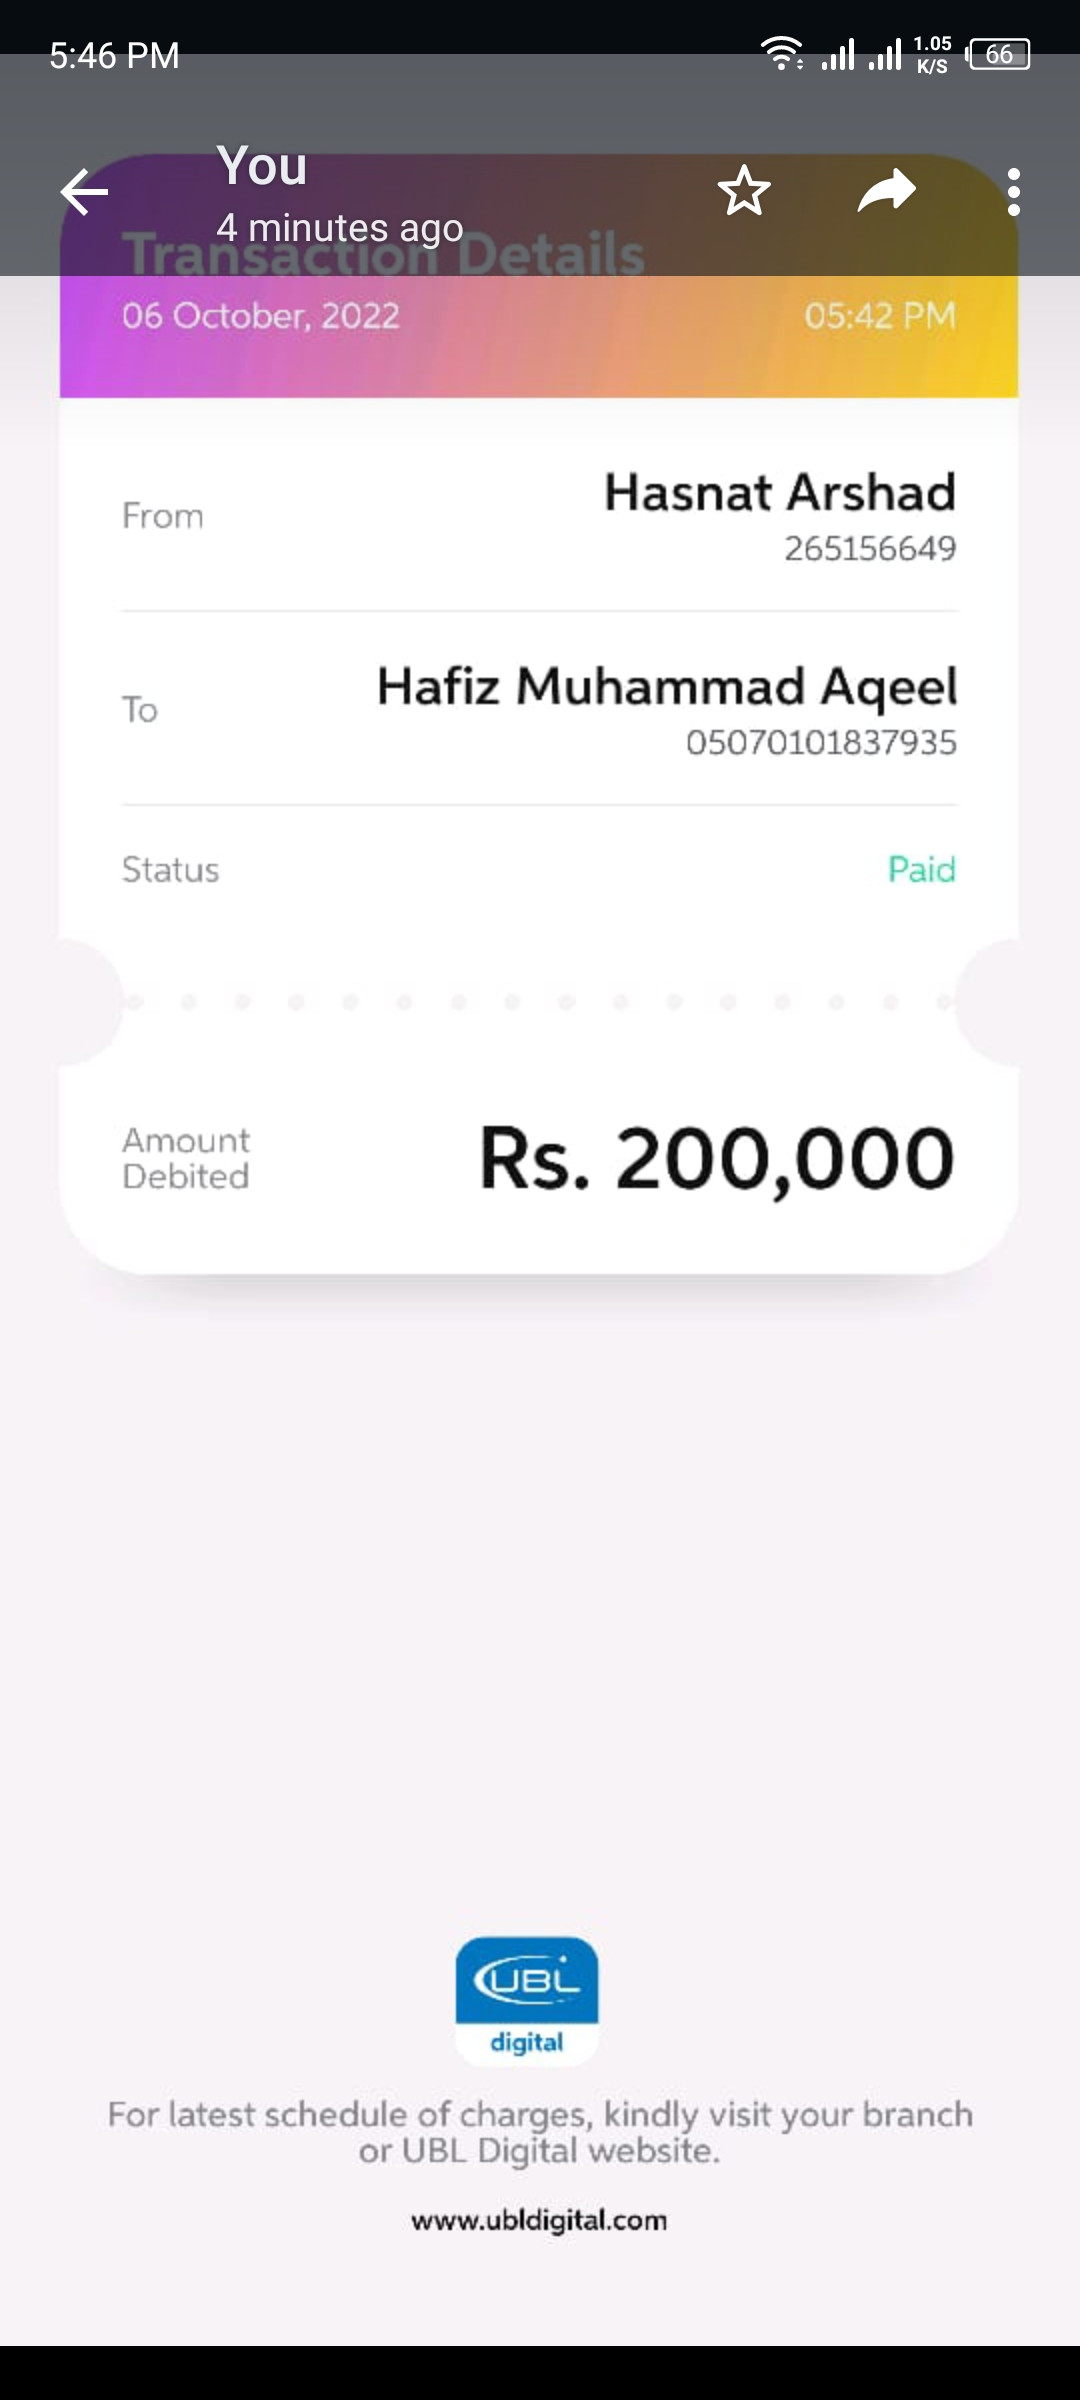 5:46 PM
1.05
K/S
66
You
4 minutes ago
Transaction Details
06 October, 2022
05:42 PM
From
Hasnat Arshad
265156649
To
Hafiz Muhammad Aqeel
05070101837935
Status
Paid
Amount
Debited
Rs. 200,000
UBL
digital
For latest schedule of charges, kindly visit your branch
or UBL Digital website.
www.ubldigital.com